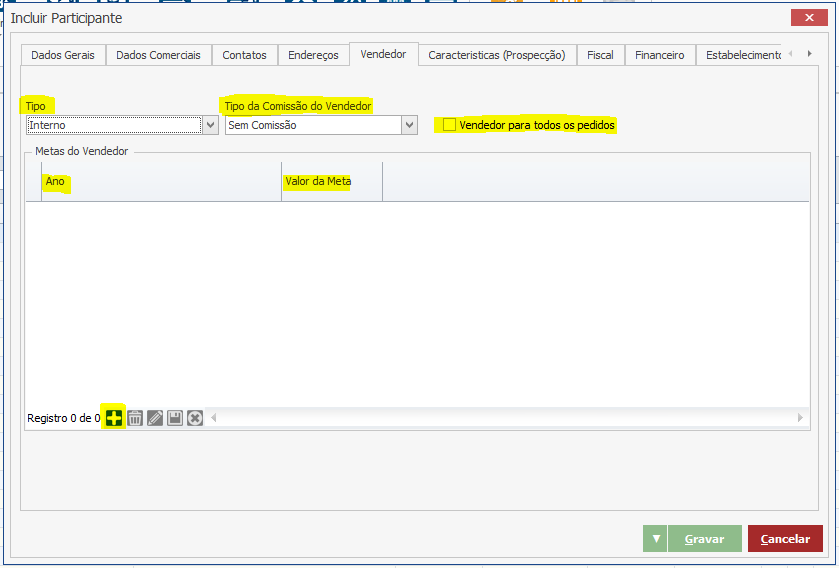 Incluir Participante
Dados Gerais Dados Comerciais Contatos Endereços Vendedor Caracteristicas (Prospecção) Fiscal Financeiro Estabelecimento
Tipo Tipo da Comissão do Vendedor
Interno Sem Comissão Vendedor para todos os pedidos
Metas do Vendedor
Ano Valor da Meta
Registro 0 de 0
Gravar Cancelar